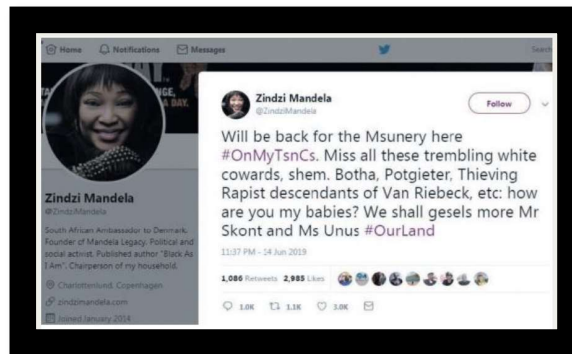 Home Notifications Messages Search
NGE,
A DAY.
Zindzi Mandela
@ZindziMandela
South African Ambassador to Denmark.
Founder of Mandela Legacy. Political and
social activist. Published author "Black As
I Am". Chairperson of my household.
Charlottenlund, Copenhagen
zindzimandela.com
Joined January 2014
Zindzi Mandela
@ZindziMandela
Follow
Will be back for the Msunery here
#OnMyTsnCs. Miss all these trembling white
cowards, shem. Botha, Potgieter, Thieving
Rapist descendants of Van Riebeck, etc: how
are you my babies? We shall gesels more Mr
Skont and Ms Unus #OurLand
11:37 PM - 14 Jun 2019
1,086 Retweets 2,985 Likes
1.0K 1.1K 3.0K